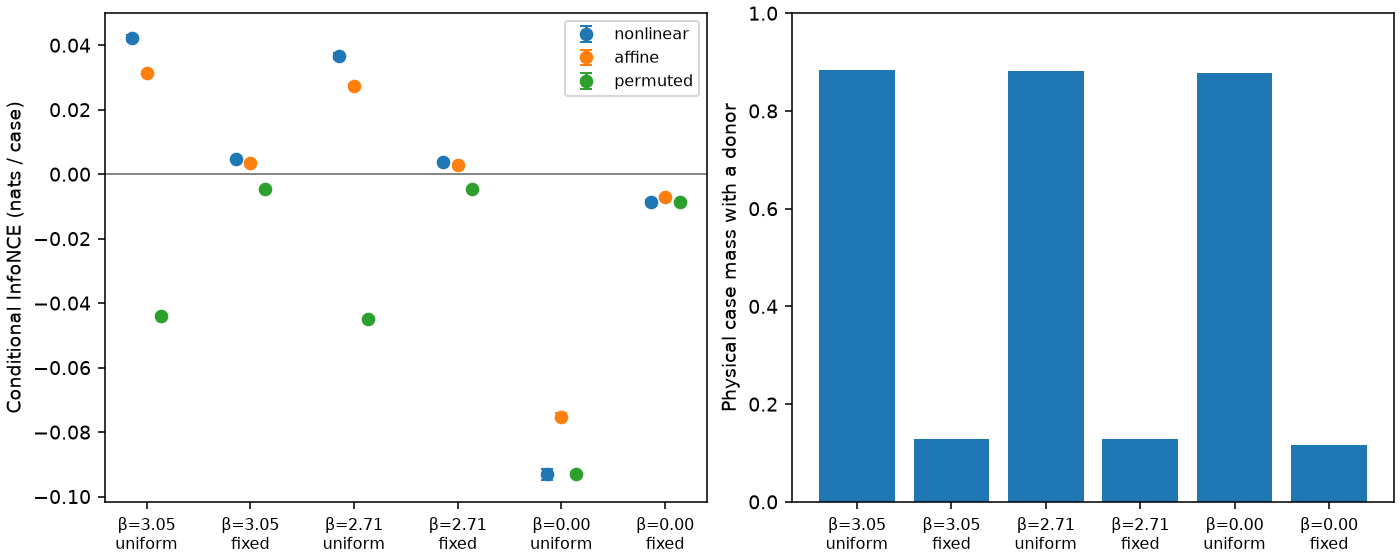 Conditional InfoNCE (nats / case)
0.04
0.02
0.00
−0.02
−0.04
−0.06
−0.08
−0.10
nonlinear
affine
permuted
β=3.05
uniform
β=3.05
fixed
β=2.71
uniform
β=2.71
fixed
β=0.00
uniform
β=0.00
fixed
Physical case mass with a donor
1.0
0.8
0.6
0.4
0.2
0.0
β=3.05
uniform
β=3.05
fixed
β=2.71
uniform
β=2.71
fixed
β=0.00
uniform
β=0.00
fixed